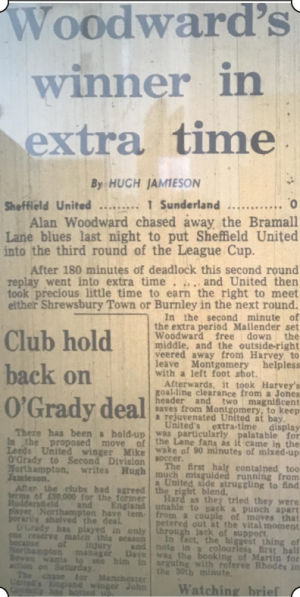 Woodward's
winner in
extra time
By HUGH JAMIESON
Sheffield United ......... 1 Sunderland ......... 0
Alan Woodward chased away the Bramall
Lane blues last night to put Sheffield United
into the third round of the League Cup.
After 180 minutes of deadlock this second round
replay went into extra time . . . and United then
took precious little time to earn the right to meet
either Shrewsbury Town or Burnley in the next round.
In the second minute of
the extra period Mallender set
Woodward free down the
middle, and the outside-right
veered away from Harvey to
leave Montgomery helpless
with a left foot shot.
Afterwards, it took Harvey's
goal-line clearance from a Jones
header and two magnificent
saves from Montgomery, to keep
a rejuvenated United at bay.
United's extra-time display
was particularly palatable for
the Lane fans as it came in the
wake of 90 minutes of mixed-up
soccer.
The first half contained too
much misguided running from
a United side struggling to find
the right blend.
Hard as they tried they were
unable to pack a punch apart
from a couple of moves that
petered out at the vital moment
through lack of support.
In fact, the biggest thing of
note in a colourless first half
was the booking of Martin for
arguing with referee Rhodes in
the 30th minute.
Watching brief
Club hold
back on
O'Grady deal
There has been a hold-up
in the proposed move of
Leeds United winger Mike
O'Grady to Second Division
Northampton, writes Hugh
Jamieson.
After the clubs had agreed
terms of £30,000 for the former
Huddersfield and England
player, Northampton have
shelved the deal.
O'Grady has played in only
one reserve match this season
because of injury and
Northampton manager Dave
Bowen wants to see him in
action on Saturday.
The chase for Manchester
United's England winger John